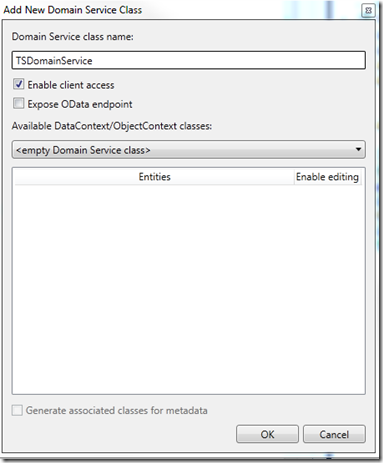 Add New Domain Service Class
Domain Service class name:
TSDomainService
Enable client access
Expose OData endpoint
Available DataContext/ObjectContext classes:
<empty Domain Service class>
Entities Enable editing
Generate associated classes for metadata
OK Cancel